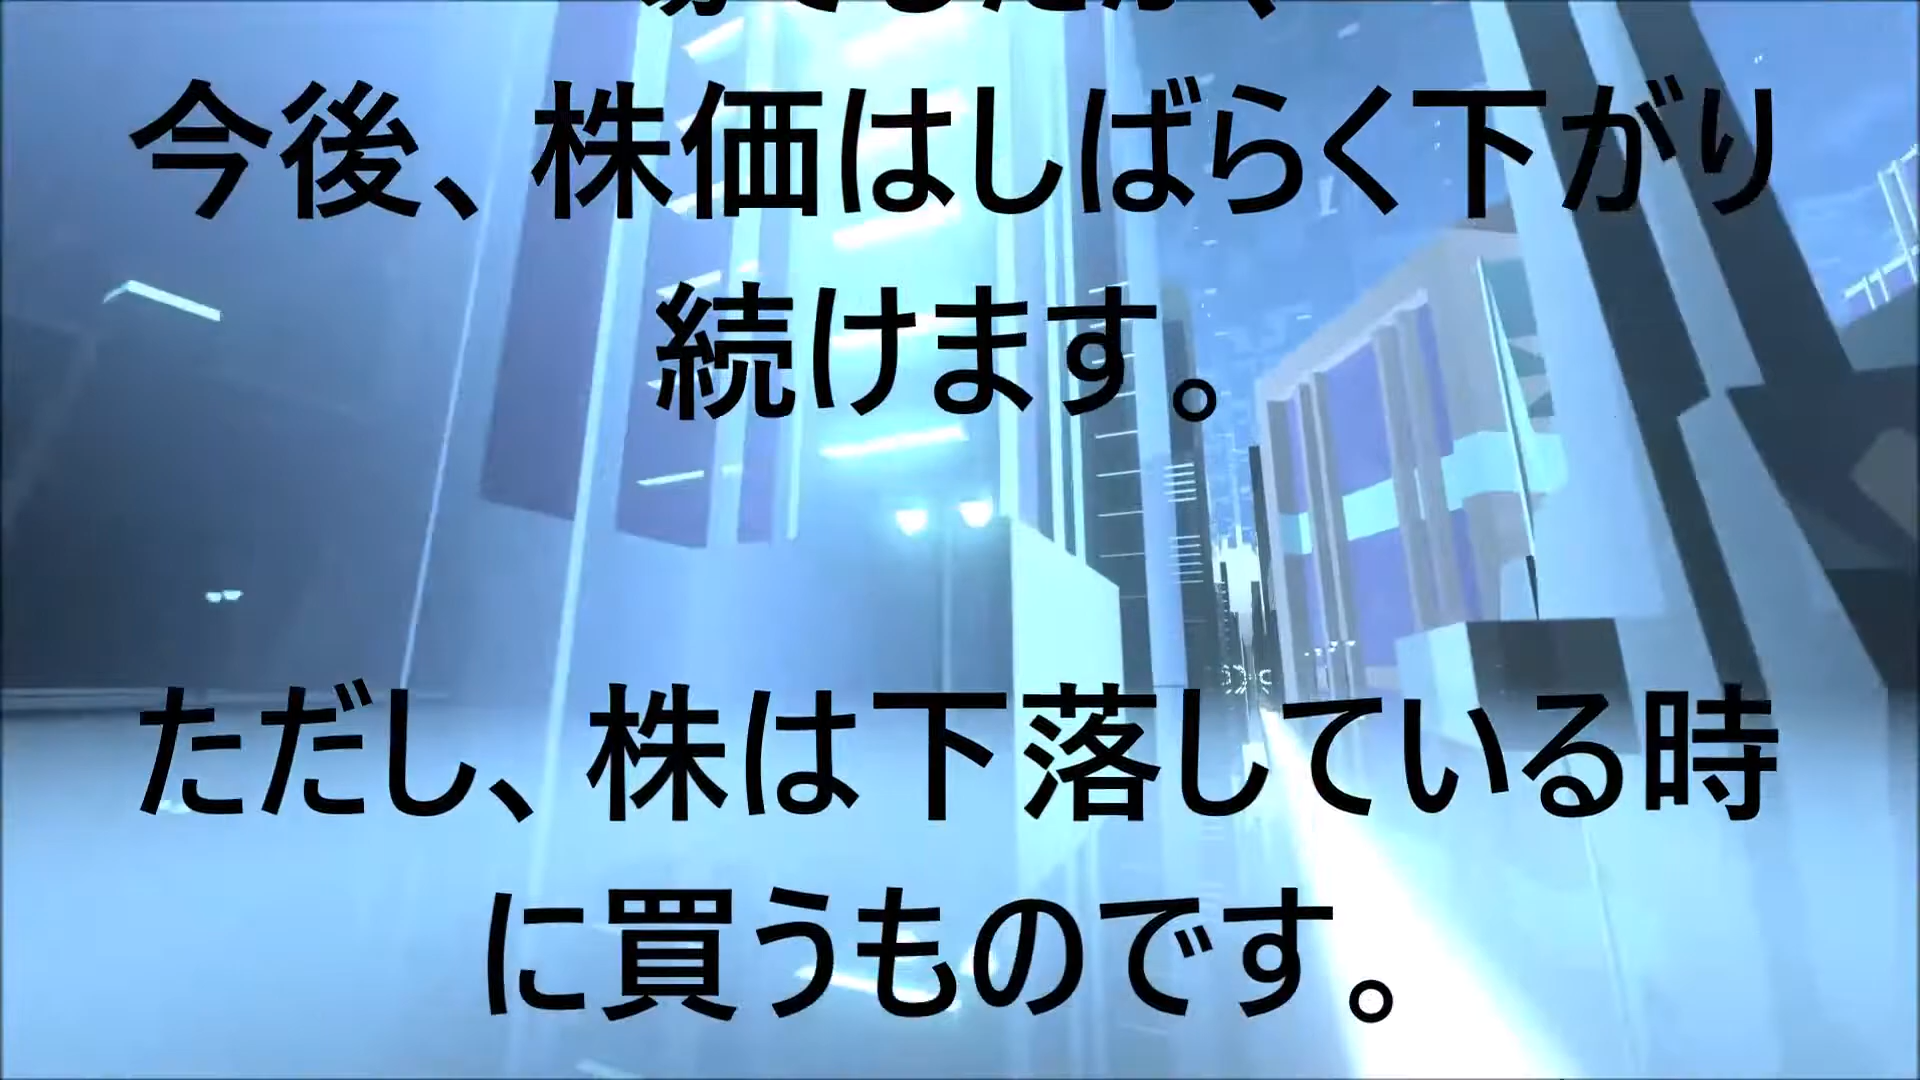 今後、株価はしばらく下がり
続けます。
ただし、株は下落している時
に買うものです。